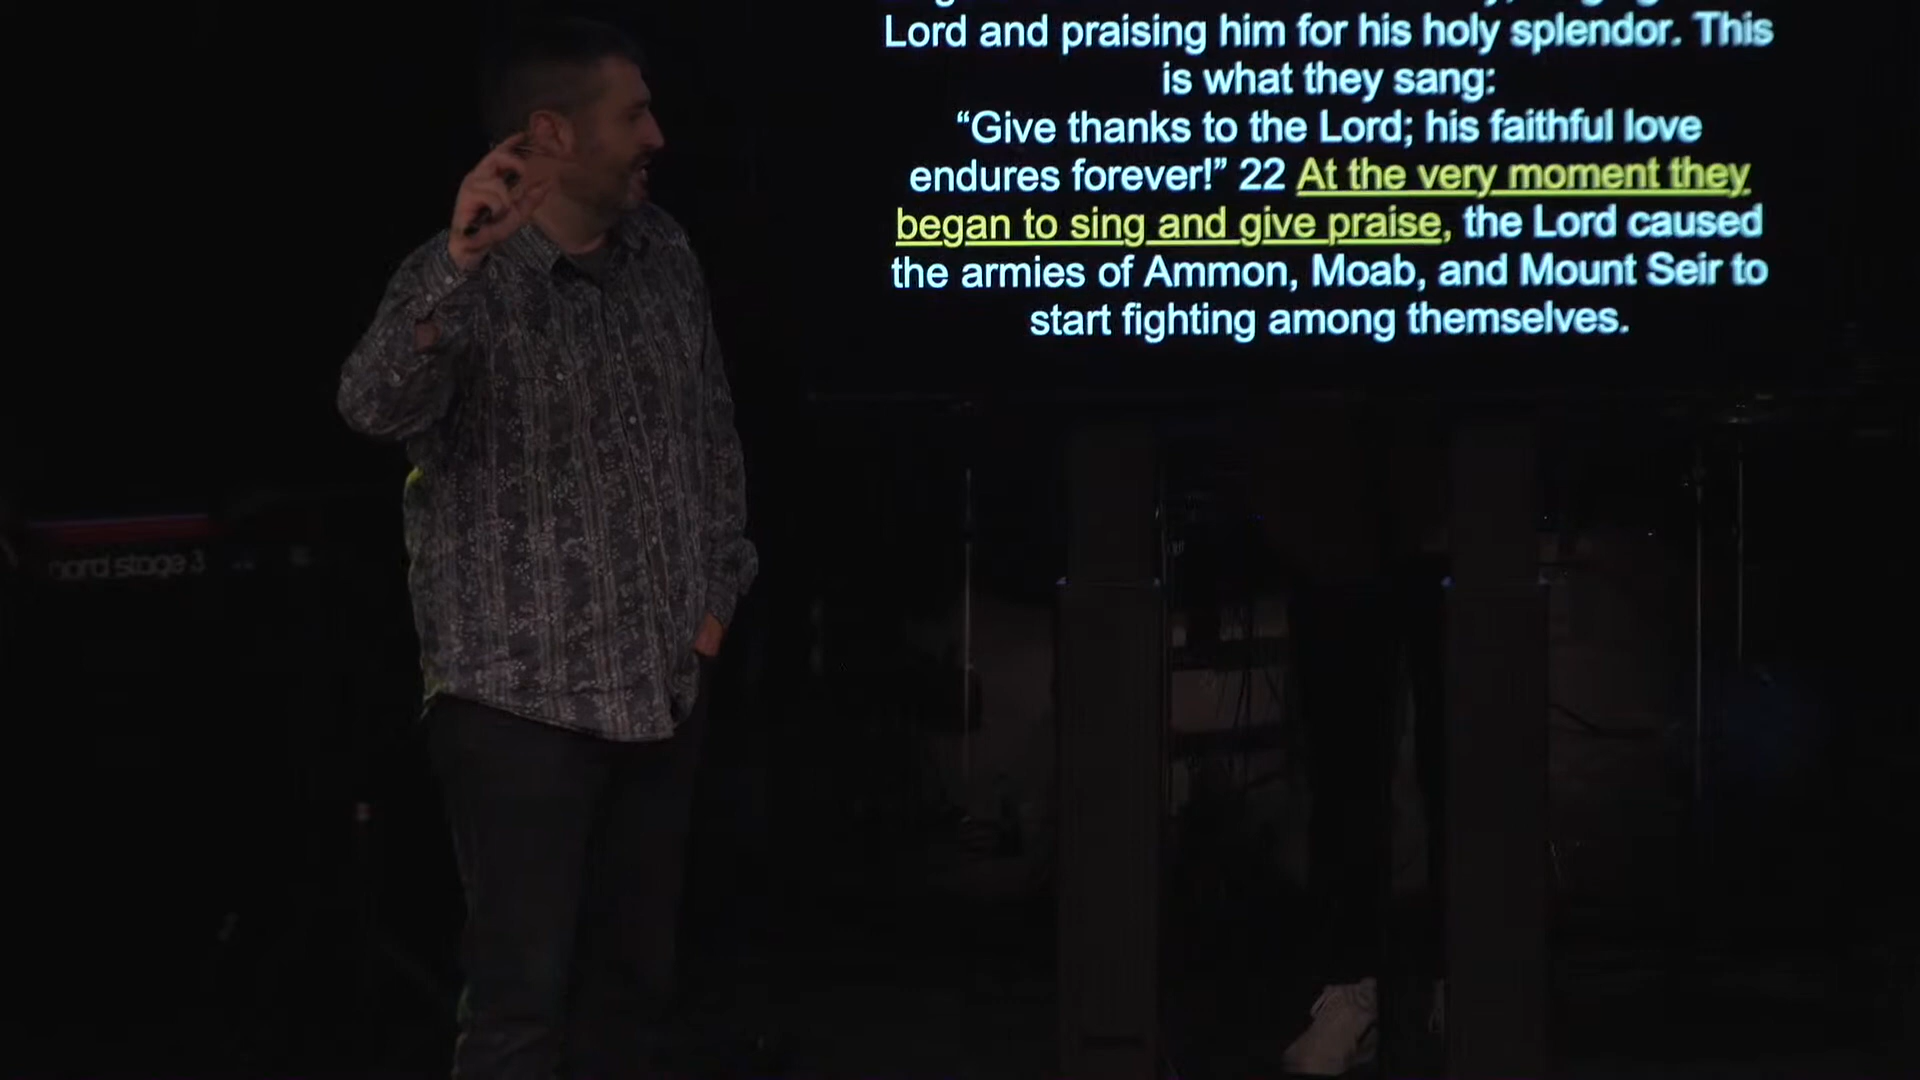 Lord and praising him for his holy splendor. This
is what they sang:
“Give thanks to the Lord; his faithful love
endures forever!” 22 At the very moment they
began to sing and give praise, the Lord caused
the armies of Ammon, Moab, and Mount Seir to
start fighting among themselves.
nord stage 3